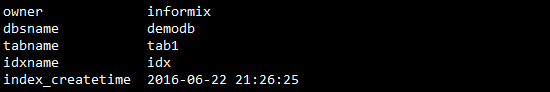 owner informix
dbsname demodb
tabname tab1
idxname idx
index_createtime 2016-06-22 21:26:25